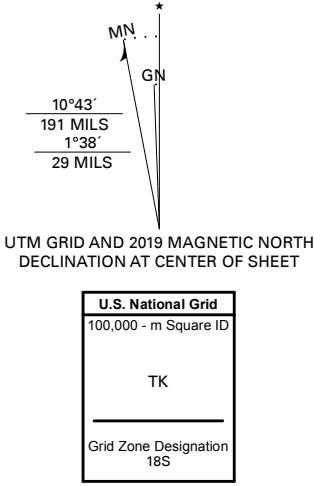 ★
MN
GN
10°43´
191 MILS
1°38´
29 MILS
UTM GRID AND 2019 MAGNETIC NORTH
DECLINATION AT CENTER OF SHEET
U.S. National Grid
100,000 - m Square ID
TK
Grid Zone Designation
18S